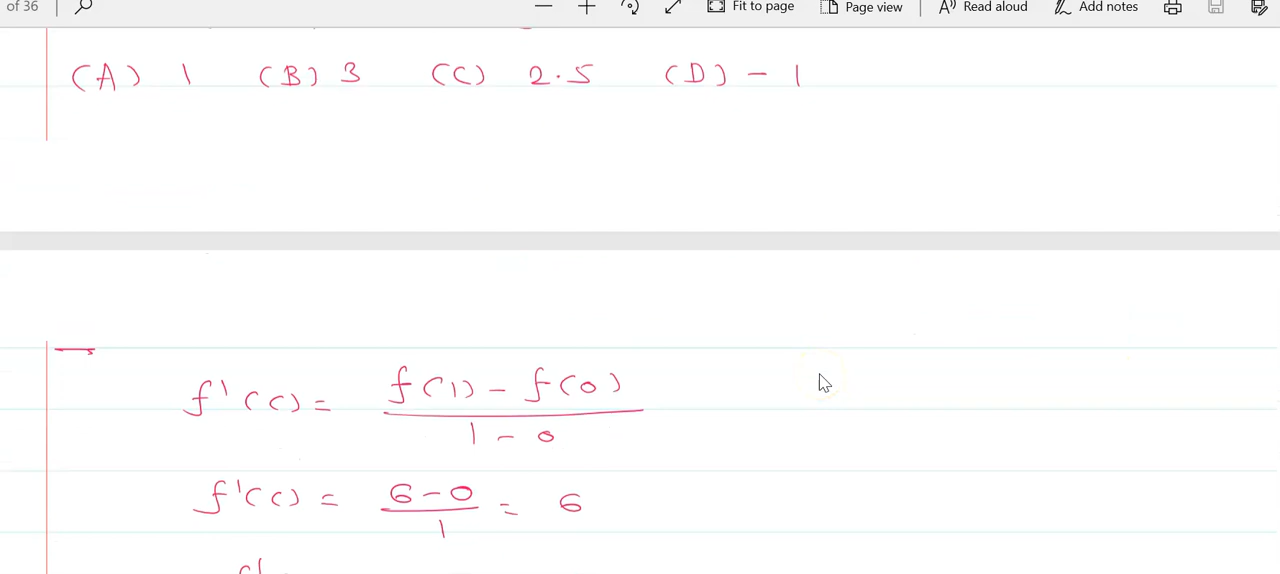 of 36 Fit to page Page view Read aloud Add notes
(A) 1 (B) 3 (C) 2.5 (D) - 1
f'(c) = f(1) - f(0) / 1 - 0
f'(c) = 6 - 0 / 1 = 6